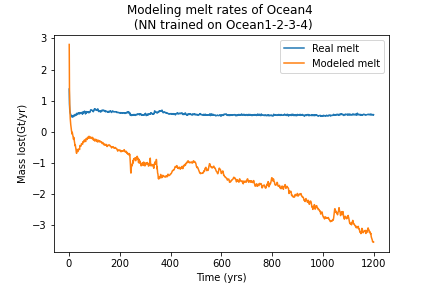 Modeling melt rates of Ocean4
(NN trained on Ocean1-2-3-4)
Real melt
Modeled melt
Mass lost(Gt/yr)
3
2
1
0
−1
−2
−3
0
200
400
600
800
1000
1200
Time (yrs)